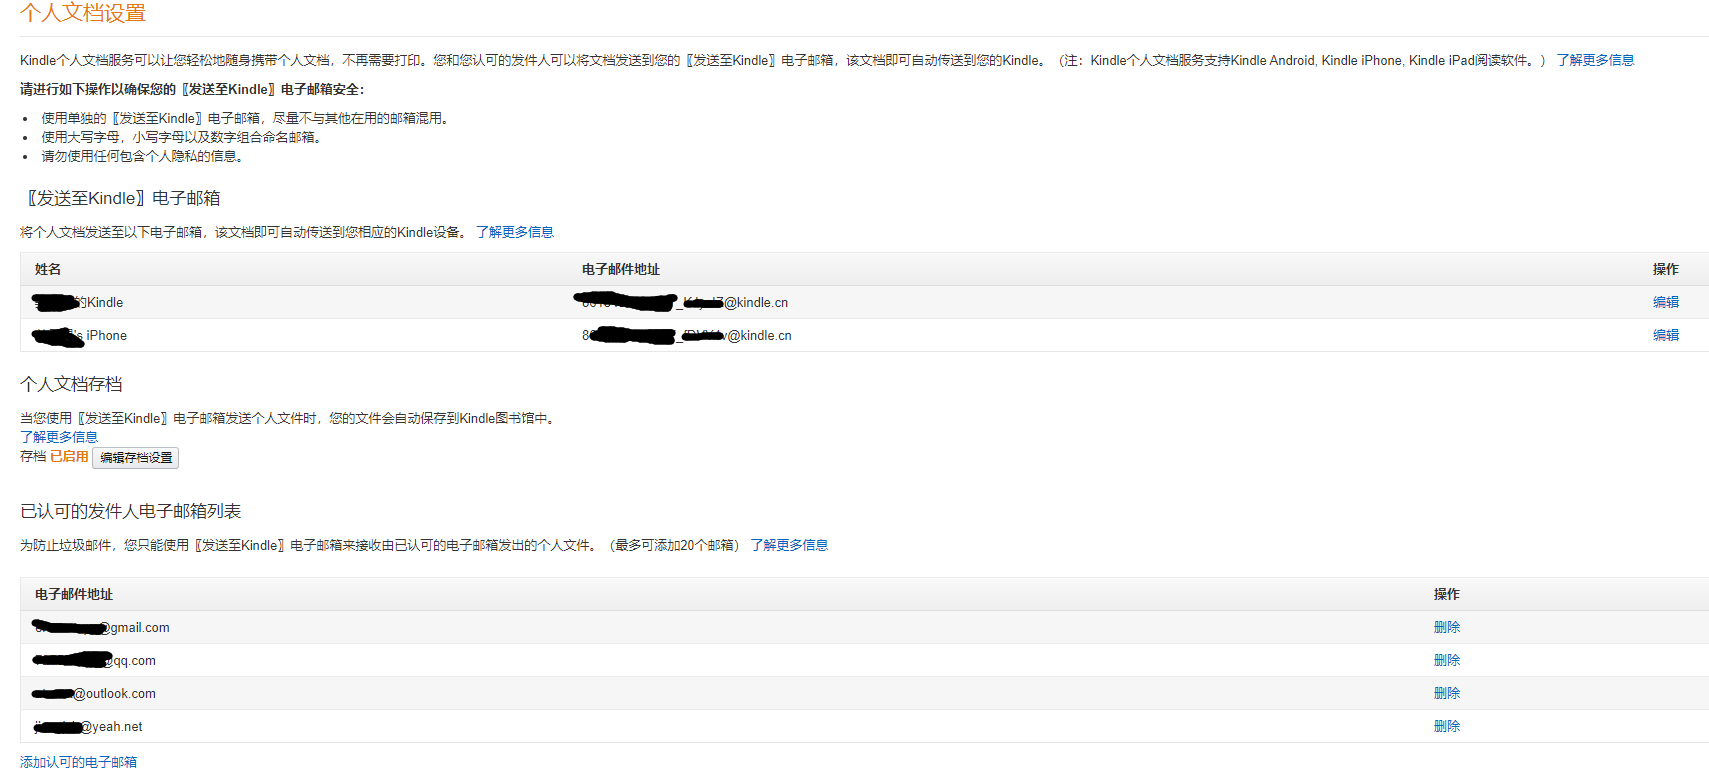 个人文档设置
Kindle个人文档服务可以让您轻松地随身携带个人文档，不再需要打印。您和您认可的发件人可以将文档发送到您的〖发送至Kindle〗电子邮箱，该文档即可自动传送到您的Kindle。（注：Kindle个人文档服务支持Kindle Android, Kindle iPhone, Kindle iPad阅读软件。） 了解更多信息
请进行如下操作以确保您的〖发送至Kindle〗电子邮箱安全：
• 使用单独的〖发送至Kindle〗电子邮箱，尽量不与其他在用的邮箱混用。
• 使用大写字母，小写字母以及数字组合命名邮箱。
• 请勿使用任何包含个人隐私的信息。
〖发送至Kindle〗电子邮箱
将个人文档发送至以下电子邮箱，该文档即可自动传送到您相应的Kindle设备。 了解更多信息
姓名 电子邮件地址 操作
的Kindle @kindle.cn 编辑
's iPhone @kindle.cn 编辑
个人文档存档
当您使用〖发送至Kindle〗电子邮箱发送个人文件时，您的文件会自动保存到Kindle图书馆中。
了解更多信息
存档 已启用 编辑存档设置
已认可的发件人电子邮箱列表
为防止垃圾邮件，您只能使用〖发送至Kindle〗电子邮箱来接收由已认可的电子邮箱发出的个人文件。（最多可添加20个邮箱） 了解更多信息
电子邮件地址 操作
@gmail.com 删除
@qq.com 删除
@outlook.com 删除
@yeah.net 删除
添加认可的电子邮箱